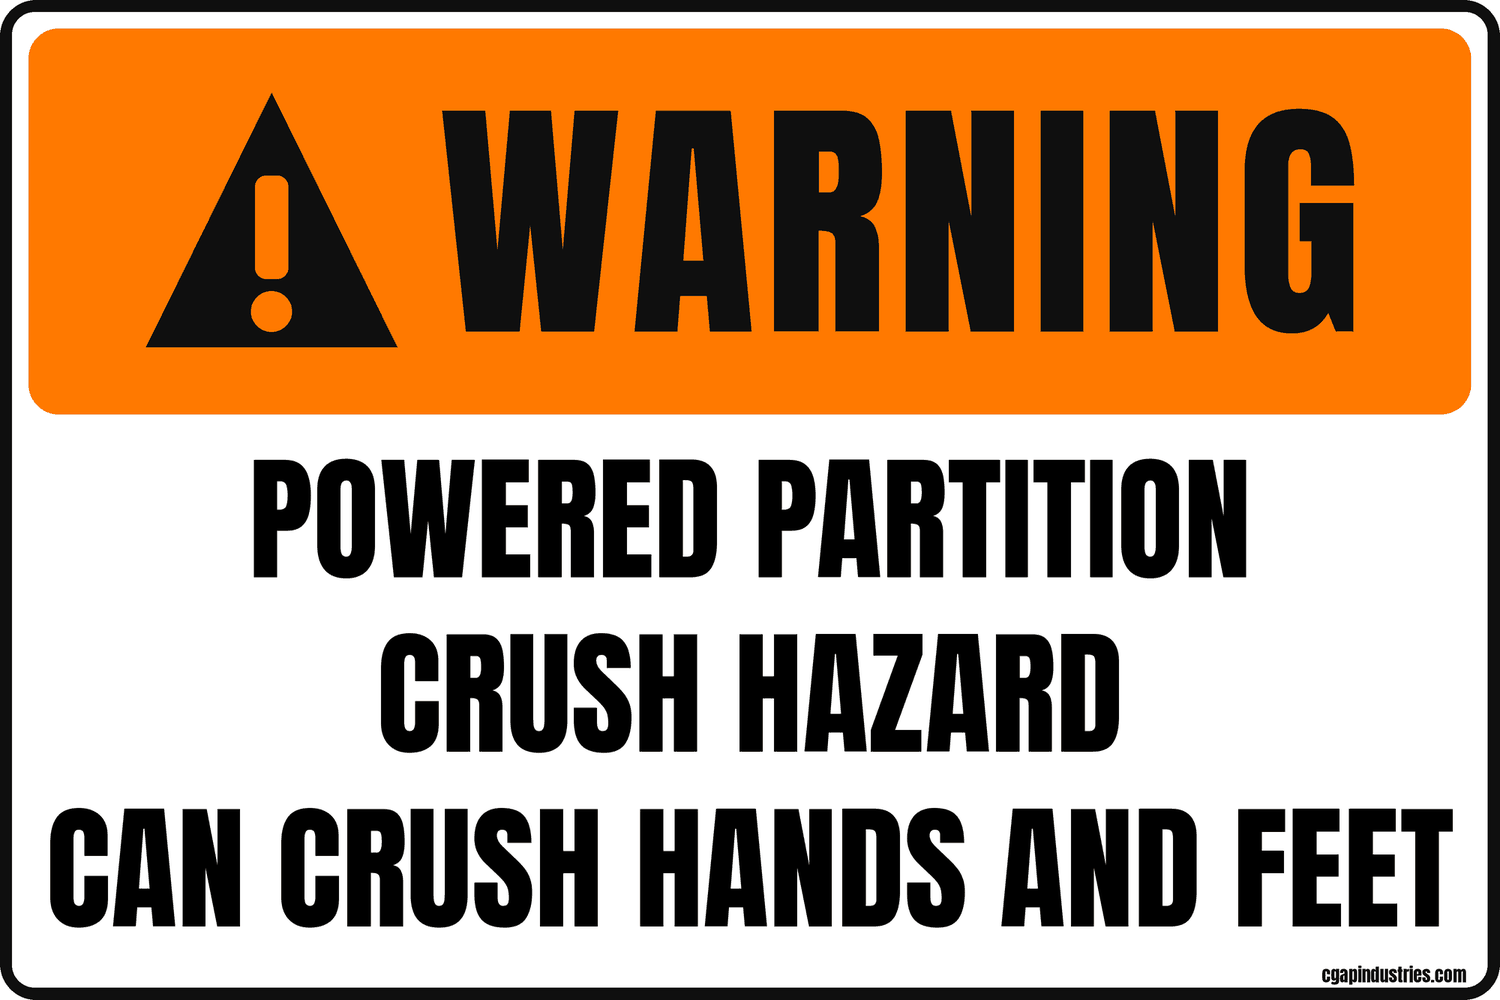 WARNING
POWERED PARTITION
CRUSH HAZARD
CAN CRUSH HANDS AND FEET
cgapindustries.com